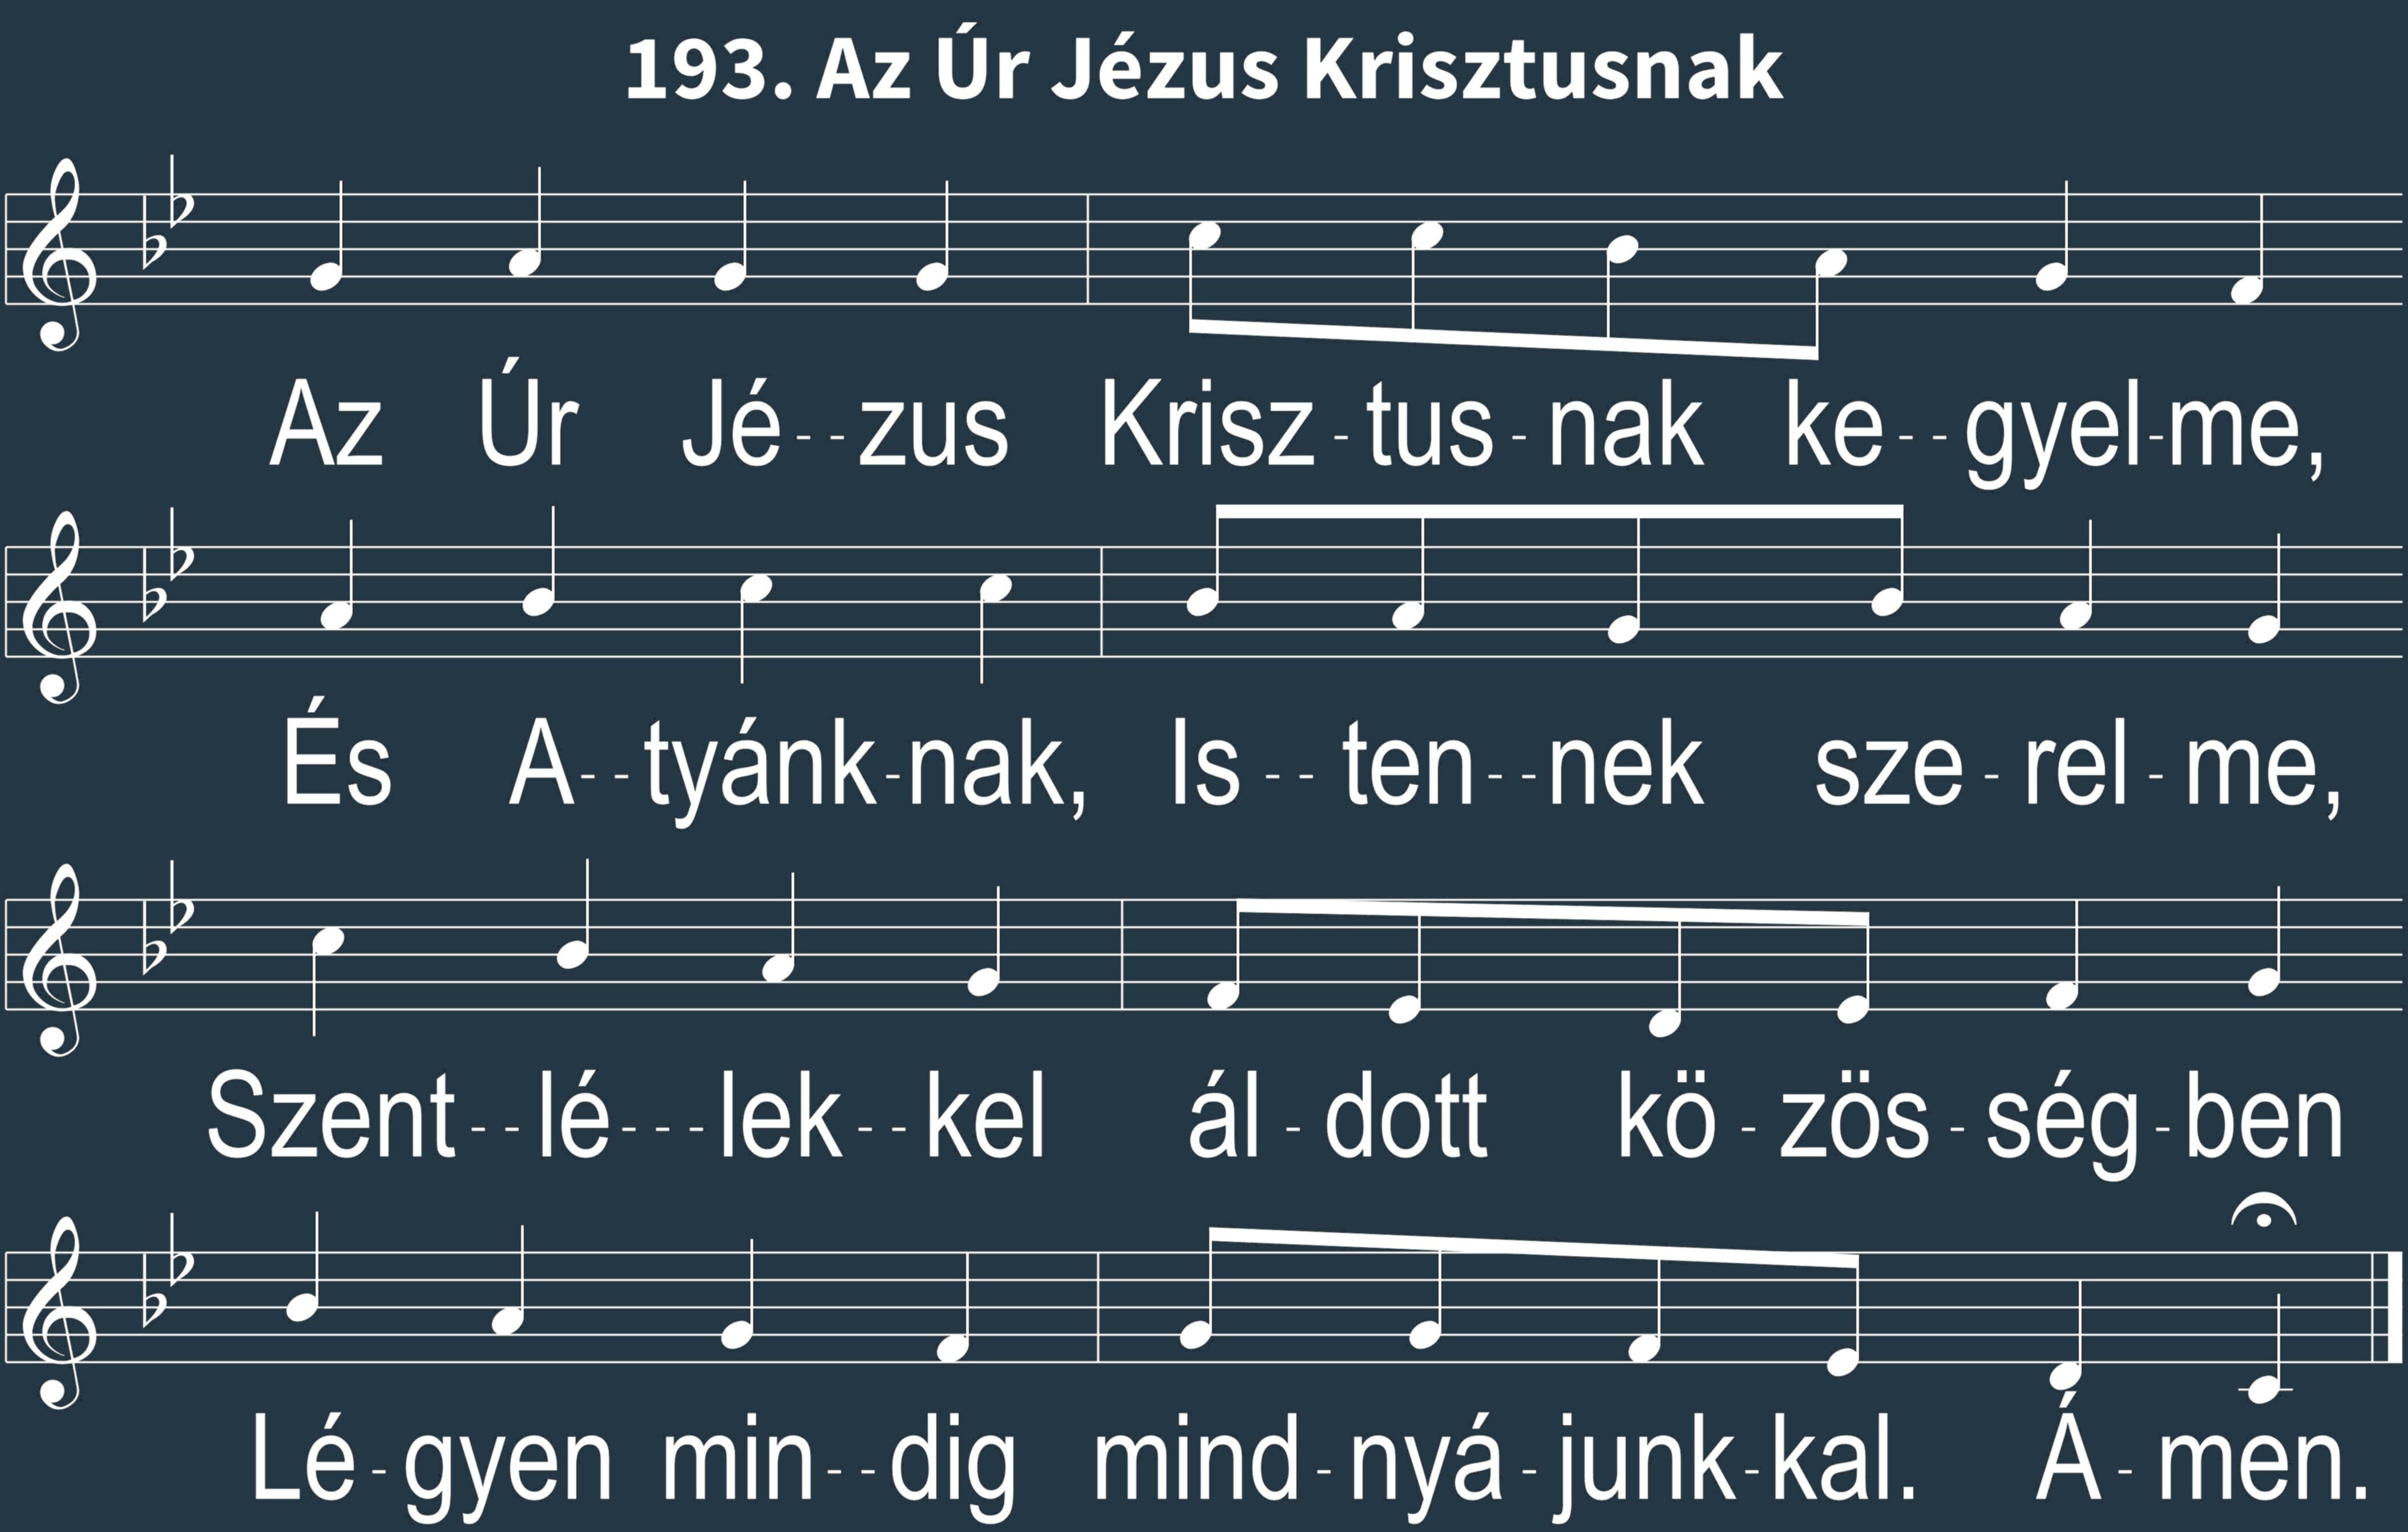 193. Az Úr Jézus Krisztusnak
Az Úr Jé--zus Krisz-tus-nak ke--gyel-me,
És A--tyánk-nak, Is--ten--nek sze-rel-me,
Szent--lé---lek--kel ál-dott kö-zös-ség-ben
Lé-gyen min--dig mind-nyá-junk-kal. Á-men.